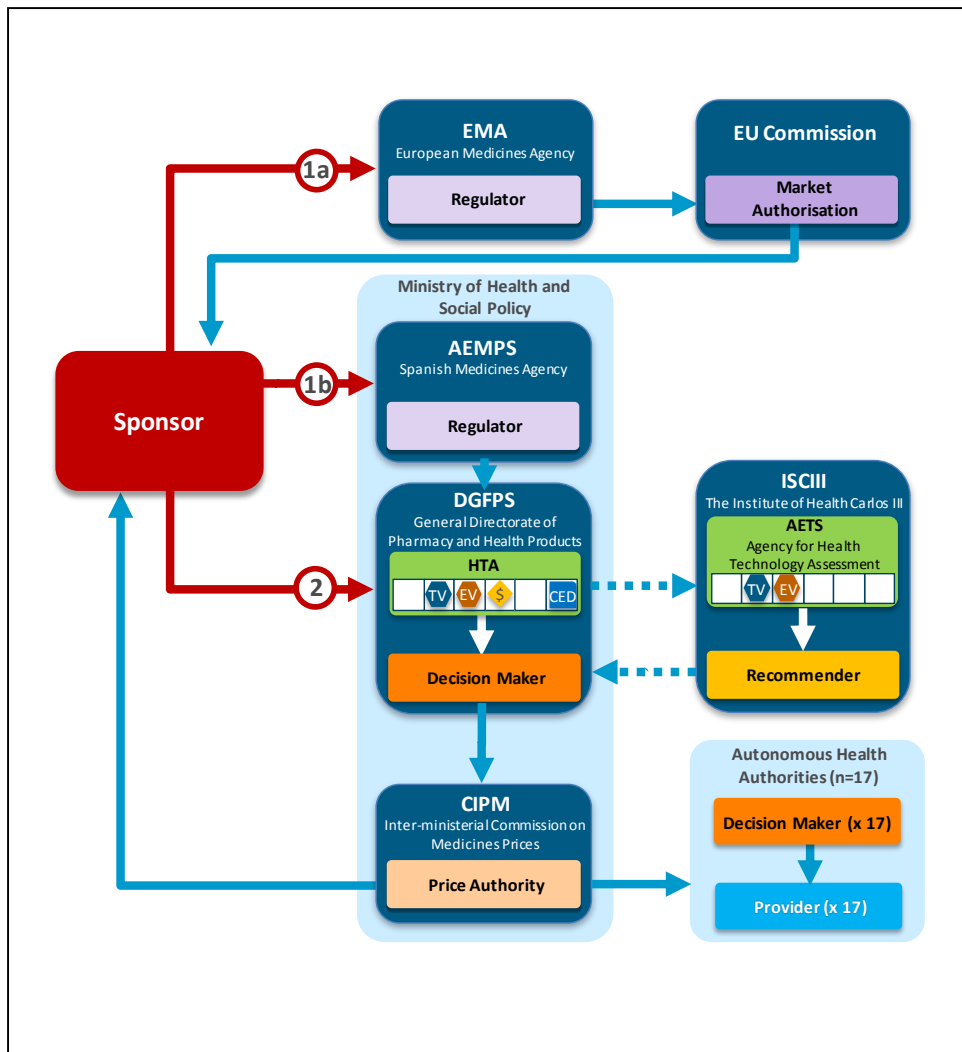 EMA
European Medicines Agency
Regulator
EU Commission
Market
Authorisation
1a
Ministry of Health and
Social Policy
AEMPS
Spanish Medicines Agency
Regulator
1b
Sponsor
DGFPS
General Directorate of
Pharmacy and Health Products
HTA
TV EV $ CED
Decision Maker
2
ISCIII
The Institute of Health Carlos III
AETS
Agency for Health
Technology Assessment
TV EV
Recommender
CIPM
Inter-ministerial Commission on
Medicines Prices
Price Authority
Autonomous Health
Authorities (n=17)
Decision Maker (x 17)
Provider (x 17)